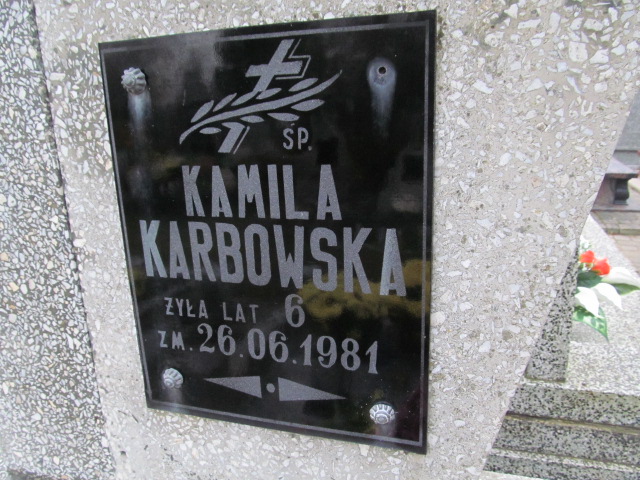 ŚP.
KAMILA
KARBOWSKA
ŻYŁA LAT 6
ZM. 26.06.1981